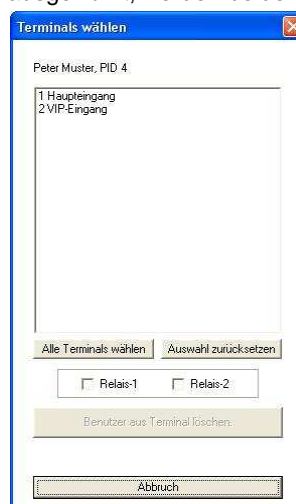 Terminals wählen
Peter Muster, PID 4
1 Haupteingang
2 VIP-Eingang
Alle Terminals wählen Auswahl zurücksetzen
Relais-1 Relais-2
Benutzer aus Terminal löschen
Abbruch